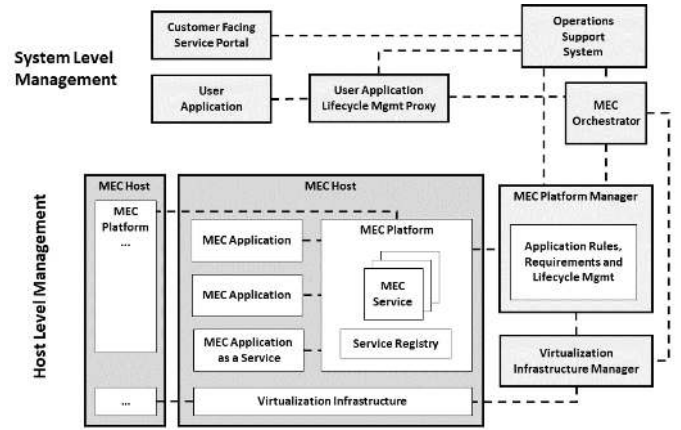 System Level
Management
Customer Facing
Service Portal
Operations
Support
System
User
Application
User Application
Lifecycle Mgmt Proxy
MEC
Orchestrator
Host Level Management
MEC Host
MEC
Platform
...
...
MEC Host
MEC Application
MEC Application
MEC Application
as a Service
MEC Platform
MEC
Service
Service Registry
Virtualization Infrastructure
MEC Platform Manager
Application Rules,
Requirements and
Lifecycle Mgmt
Virtualization
Infrastructure Manager